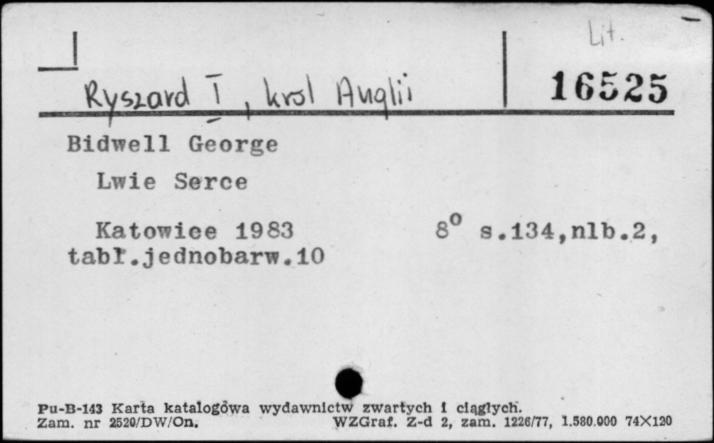 Lit.
Ryszard I, król Anglii
16525
Bidwell George
Lwie Serce
Katowice 1983 8° s.134,nlb.2,
tabl.jednobarw.10
Pu-B-143 Karta katalogowa wydawnictw zwartych i ciągłych.
Zam. nr 2520/DW/On. WZGraf. Z-d 2, zam. 1226/77, 1.580.000 74×120